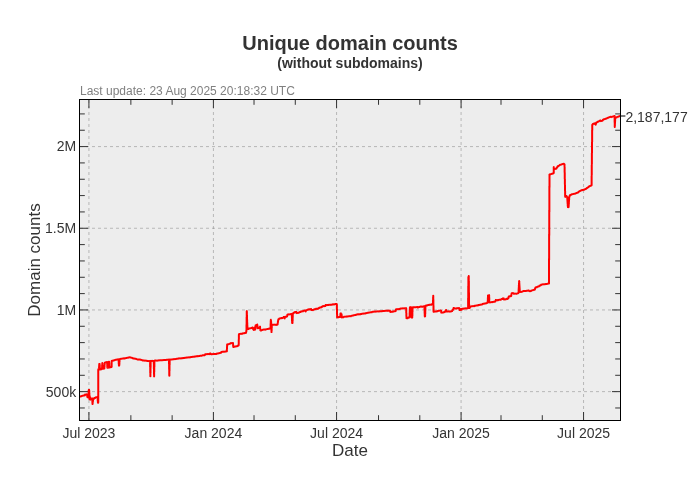 Unique domain counts
(without subdomains)
Last update: 23 Aug 2025 20:18:32 UTC
2,187,177
2M
1.5M
1M
500k
Domain counts
Jul 2023 Jan 2024 Jul 2024 Jan 2025 Jul 2025
Date